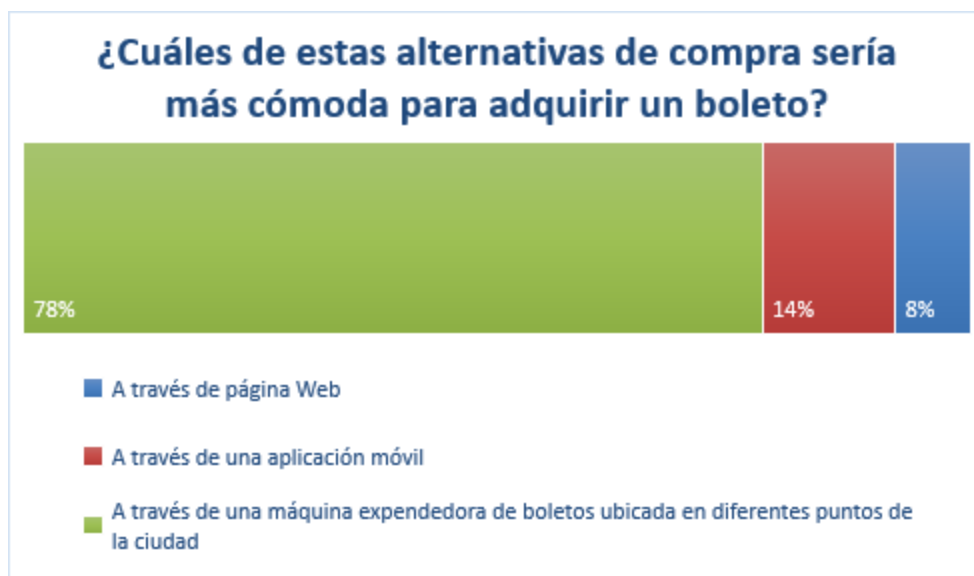 ¿Cuáles de estas alternativas de compra sería
más cómoda para adquirir un boleto?
78%
14%
8%
A través de página Web
A través de una aplicación móvil
A través de una máquina expendedora de boletos ubicada en diferentes puntos de
la ciudad